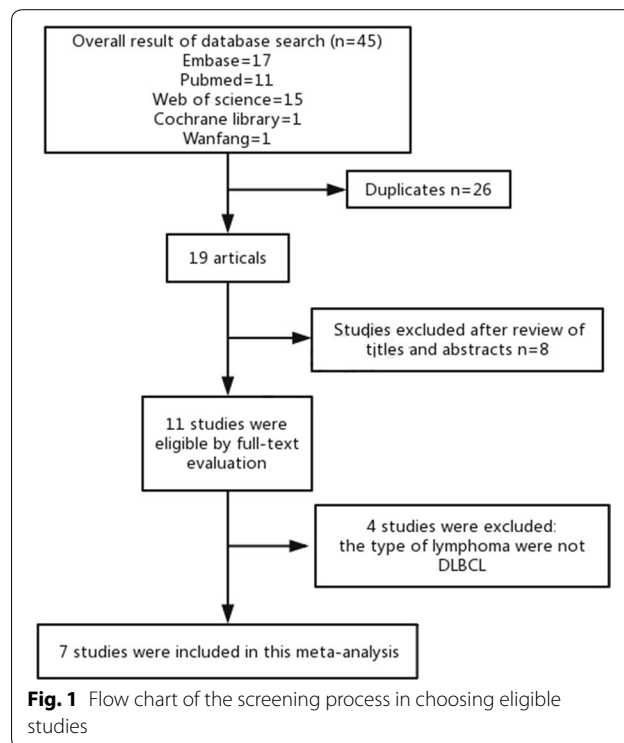 Overall result of database search (n=45)
Embase=17
Pubmed=11
Web of science=15
Cochrane library=1
Wanfang=1
Duplicates n=26
19 articals
Studies excluded after review of
titles and abstracts n=8
11 studies were
eligible by full-text
evaluation
4 studies were excluded:
the type of lymphoma were not
DLBCL
7 studies were included in this meta-analysis
Fig. 1 Flow chart of the screening process in choosing eligible
studies